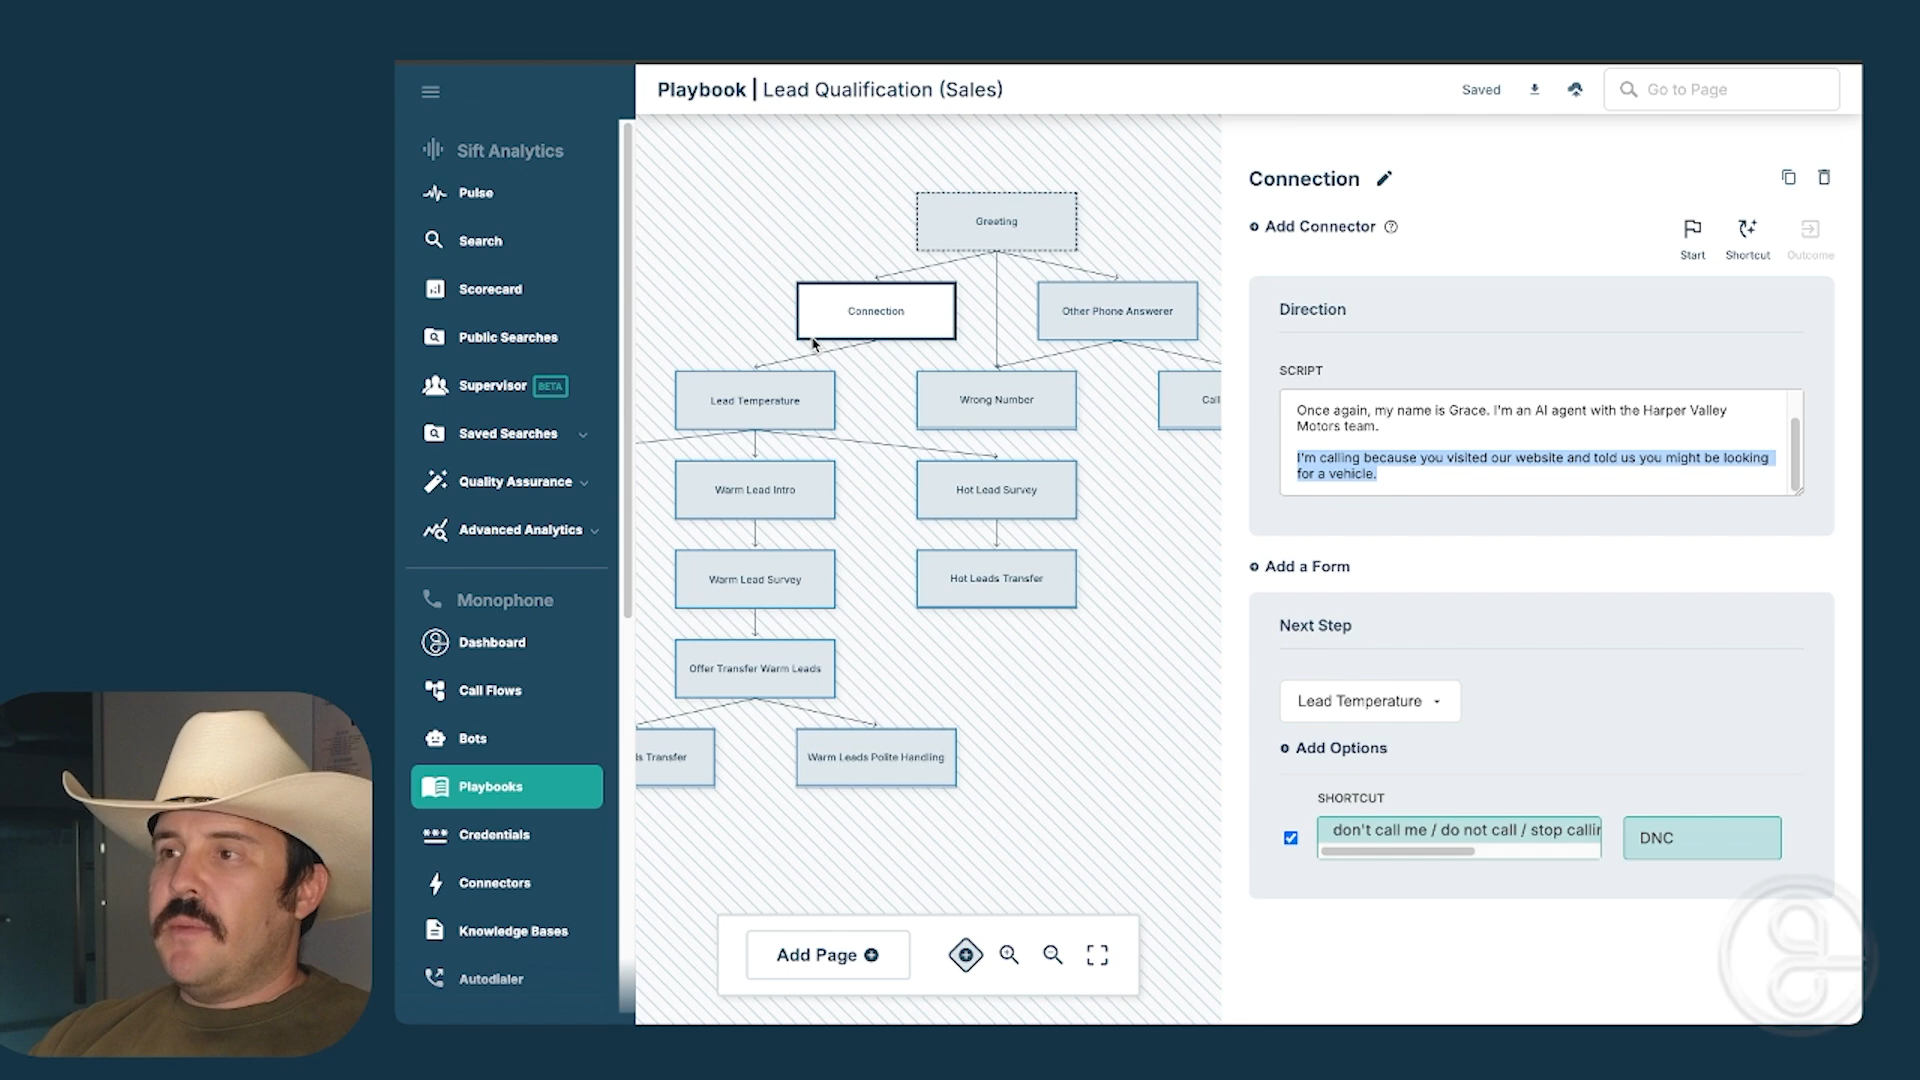 Playbook | Lead Qualification (Sales)
Saved
Go to Page
Sift Analytics
Pulse
Search
Scorecard
Public Searches
Supervisor BETA
Saved Searches
Quality Assurance
Advanced Analytics
Monophone
Dashboard
Call Flows
Bots
Playbooks
Credentials
Connectors
Knowledge Bases
Autodialer
Greeting
Connection
Other Phone Answerer
Lead Temperature
Wrong Number
Call
Warm Lead Intro
Hot Lead Survey
Warm Lead Survey
Hot Leads Transfer
Offer Transfer Warm Leads
s Transfer
Warm Leads Polite Handling
Add Page
Connection
Add Connector
Start
Shortcut
Outcome
Direction
SCRIPT
Once again, my name is Grace. I'm an AI agent with the Harper Valley
Motors team.
I'm calling because you visited our website and told us you might be looking
for a vehicle.
Add a Form
Next Step
Lead Temperature
Add Options
SHORTCUT
don't call me / do not call / stop callin
DNC